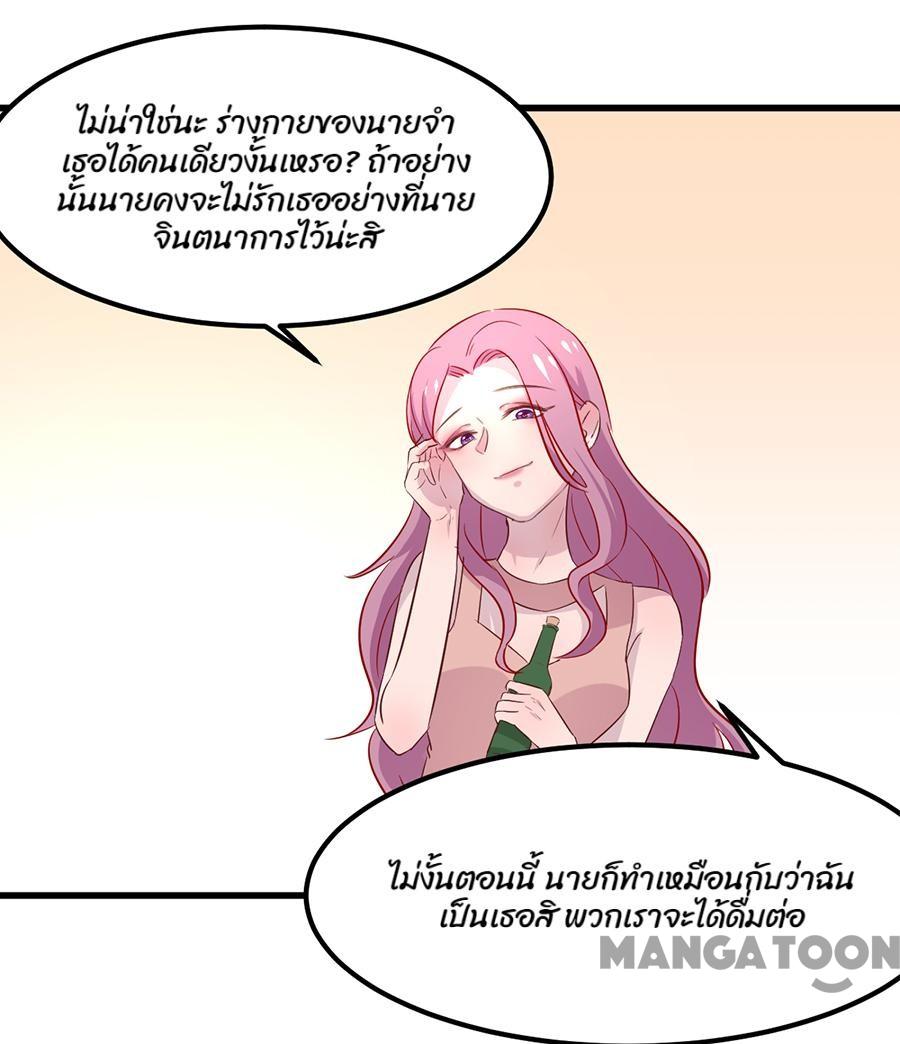 ไม่น่าใช่นะ ร่างกายของนายจำ
เธอได้คนเดียวงั้นเหรอ? ถ้าอย่าง
นั้นนายคงจะไม่รักเธออย่างที่นาย
จินตนาการไว้น่ะสิ
ไม่งั้นตอนนี้ นายก็ทำเหมือนกับว่าฉัน
เป็นเธอสิ พวกเราจะได้ดื่มต่อ
MANGATOON